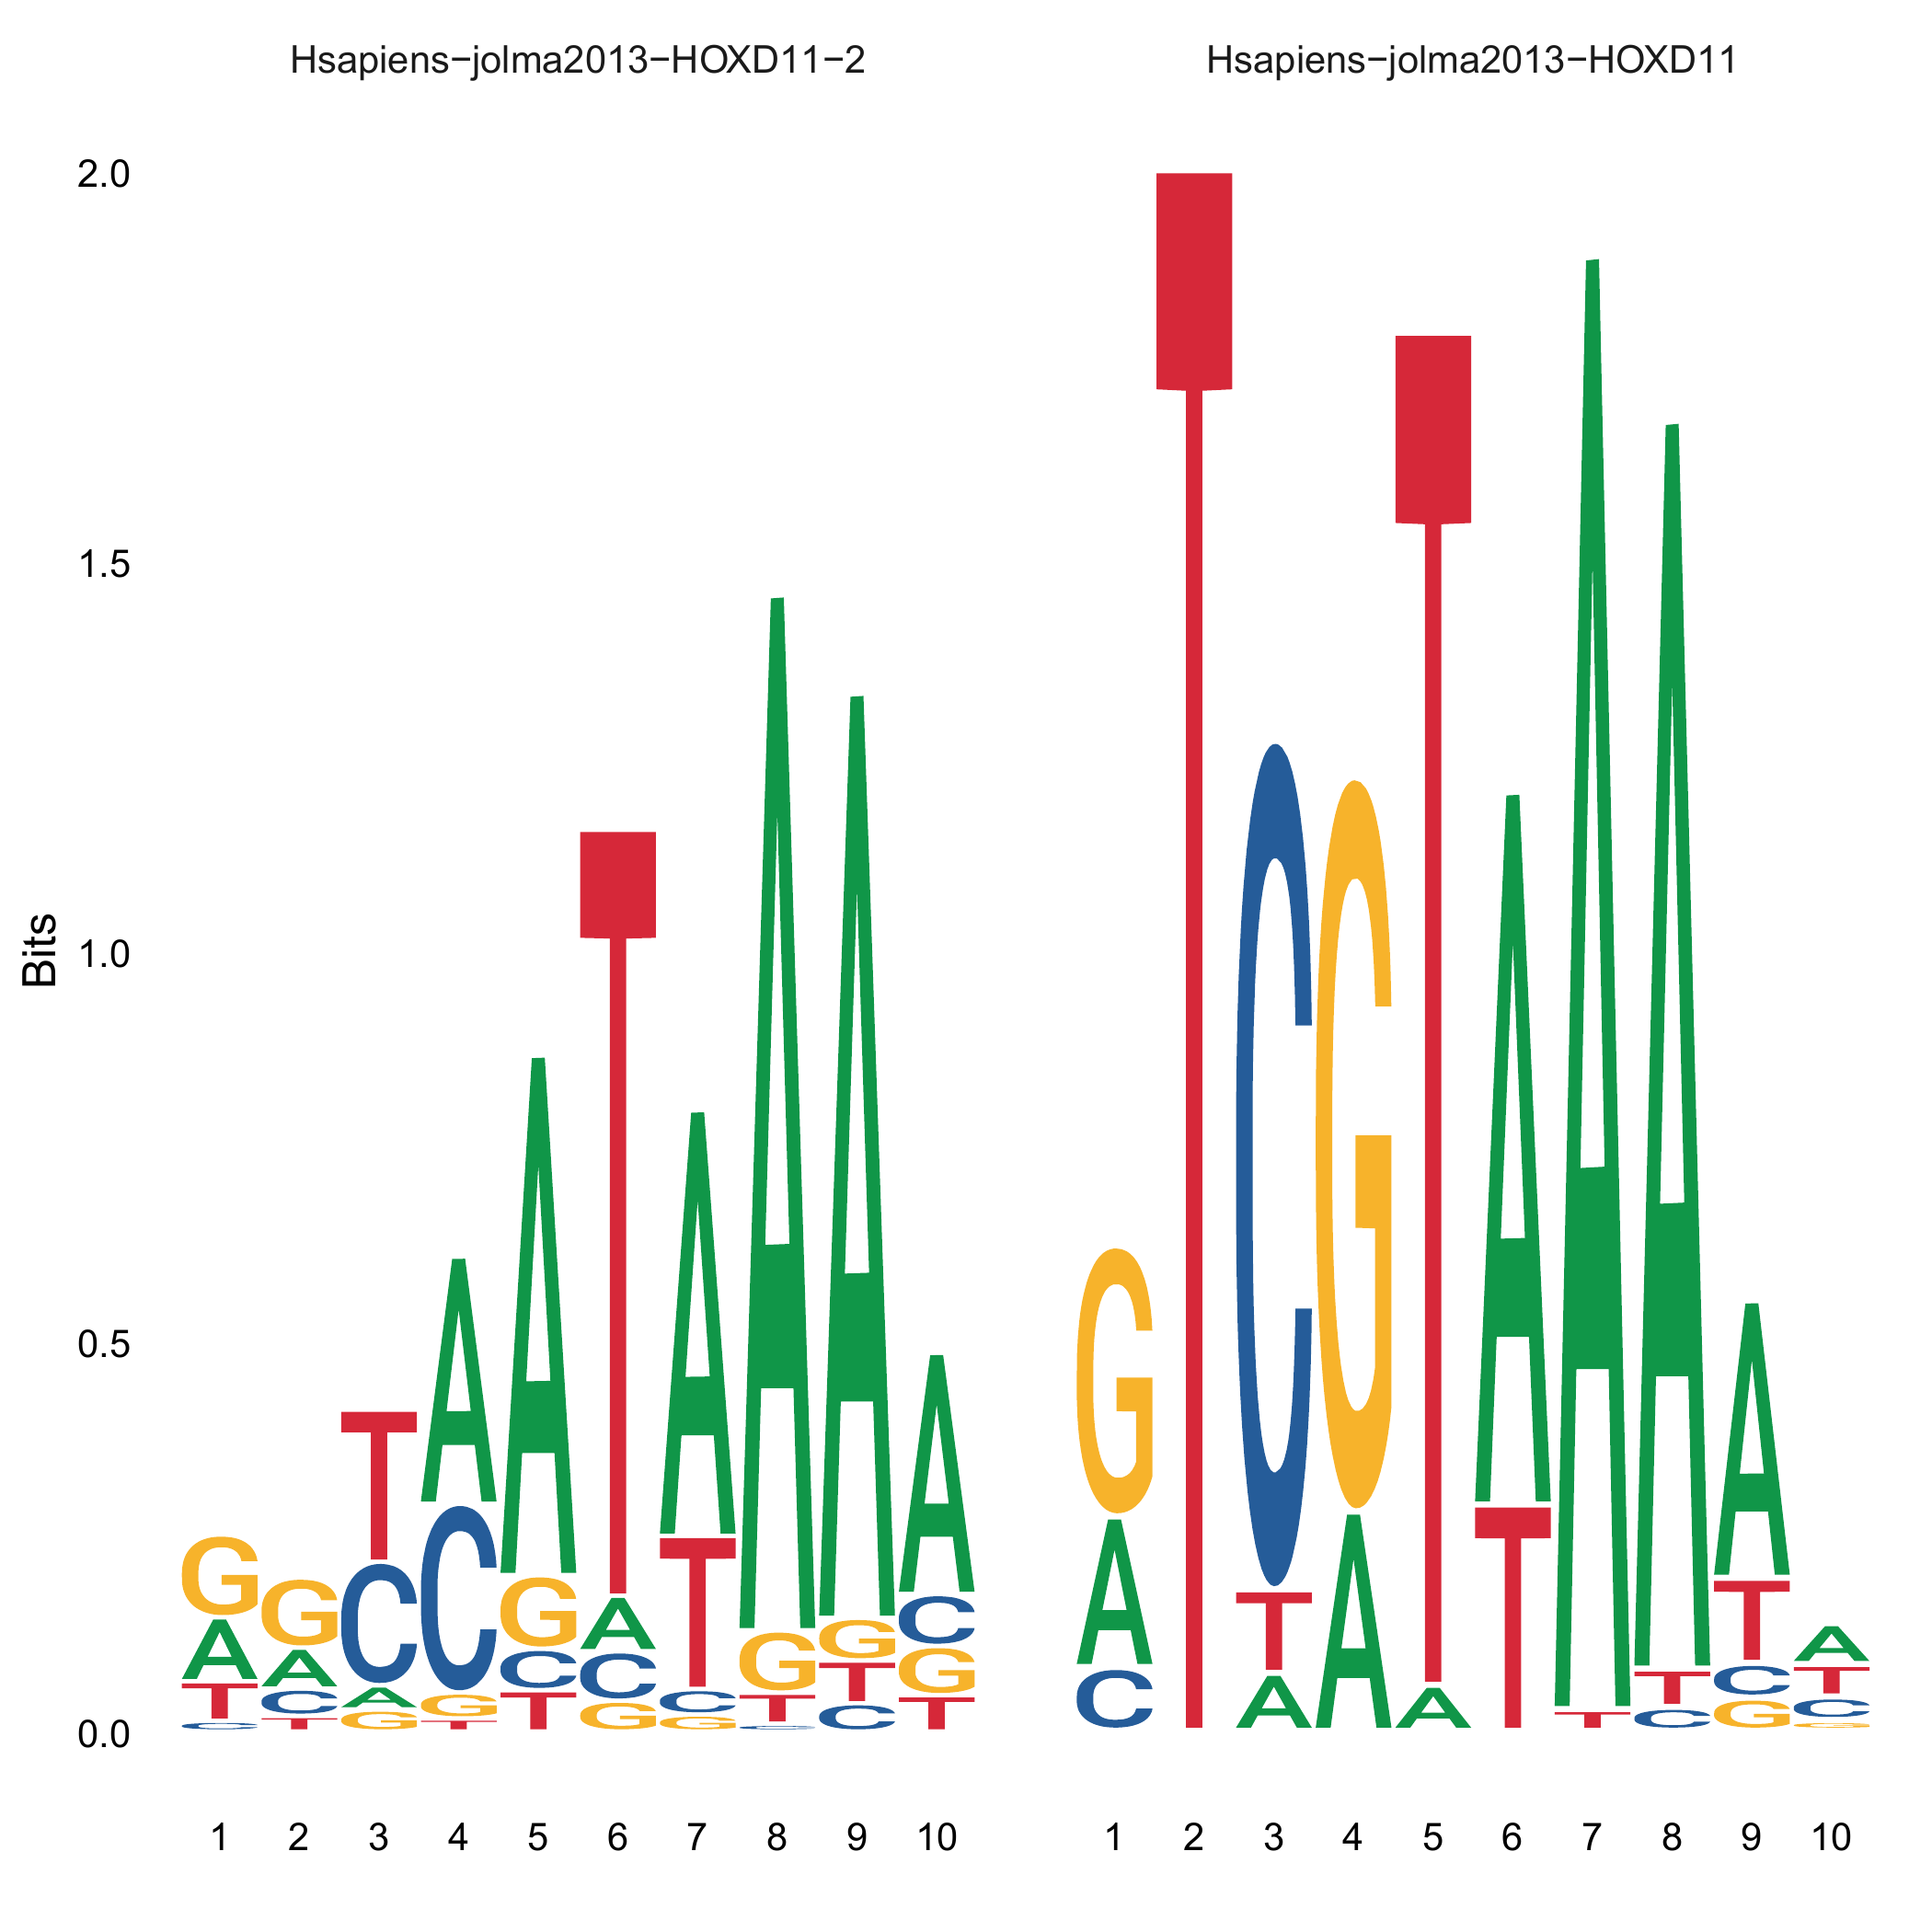 Hsapiens−jolma2013−HOXD11−2
Hsapiens−jolma2013−HOXD11
Bits
2.0
1.5
1.0
0.5
0.0
G A T C
G A C T
T C A G
A C G T
A G C T
T A C G
A T C G
A G T C
A G T C
A C G T
G A C
T
C T A
G A
T A
A T
A T
A T C
A T C G
A T C G
1 2 3 4 5 6 7 8 9 10
1 2 3 4 5 6 7 8 9 10